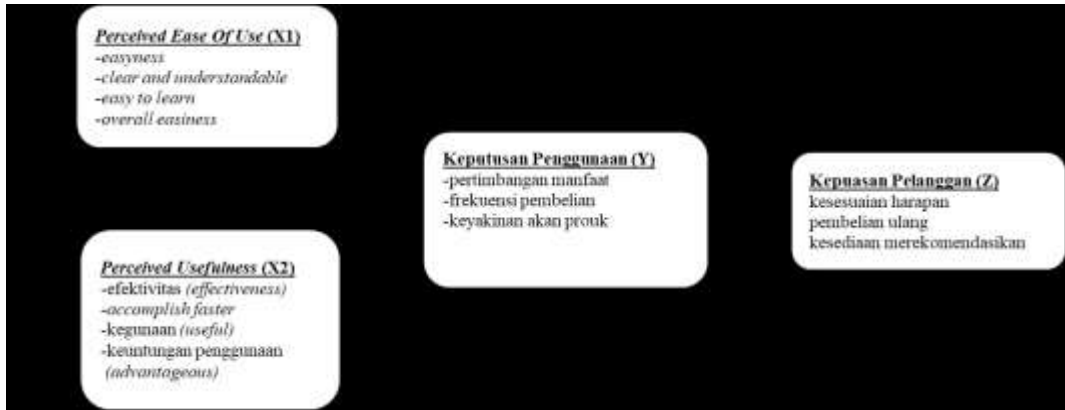 Perceived Ease Of Use (X1)
-easyness
-clear and understandable
-easy to learn
-overall easiness
Keputusan Penggunaan (Y)
-pertimbangan manfaat
-frekuensi pembelian
-keyakinan akan prouk
Kepuasan Pelanggan (Z)
kesesuaian harapan
pembelian ulang
kesediaan merekomendasikan
Perceived Usefulness (X2)
-efektivitas (effectiveness)
-accomplish faster
-kegunaan (useful)
-keuntungan penggunaan
(advantageous)